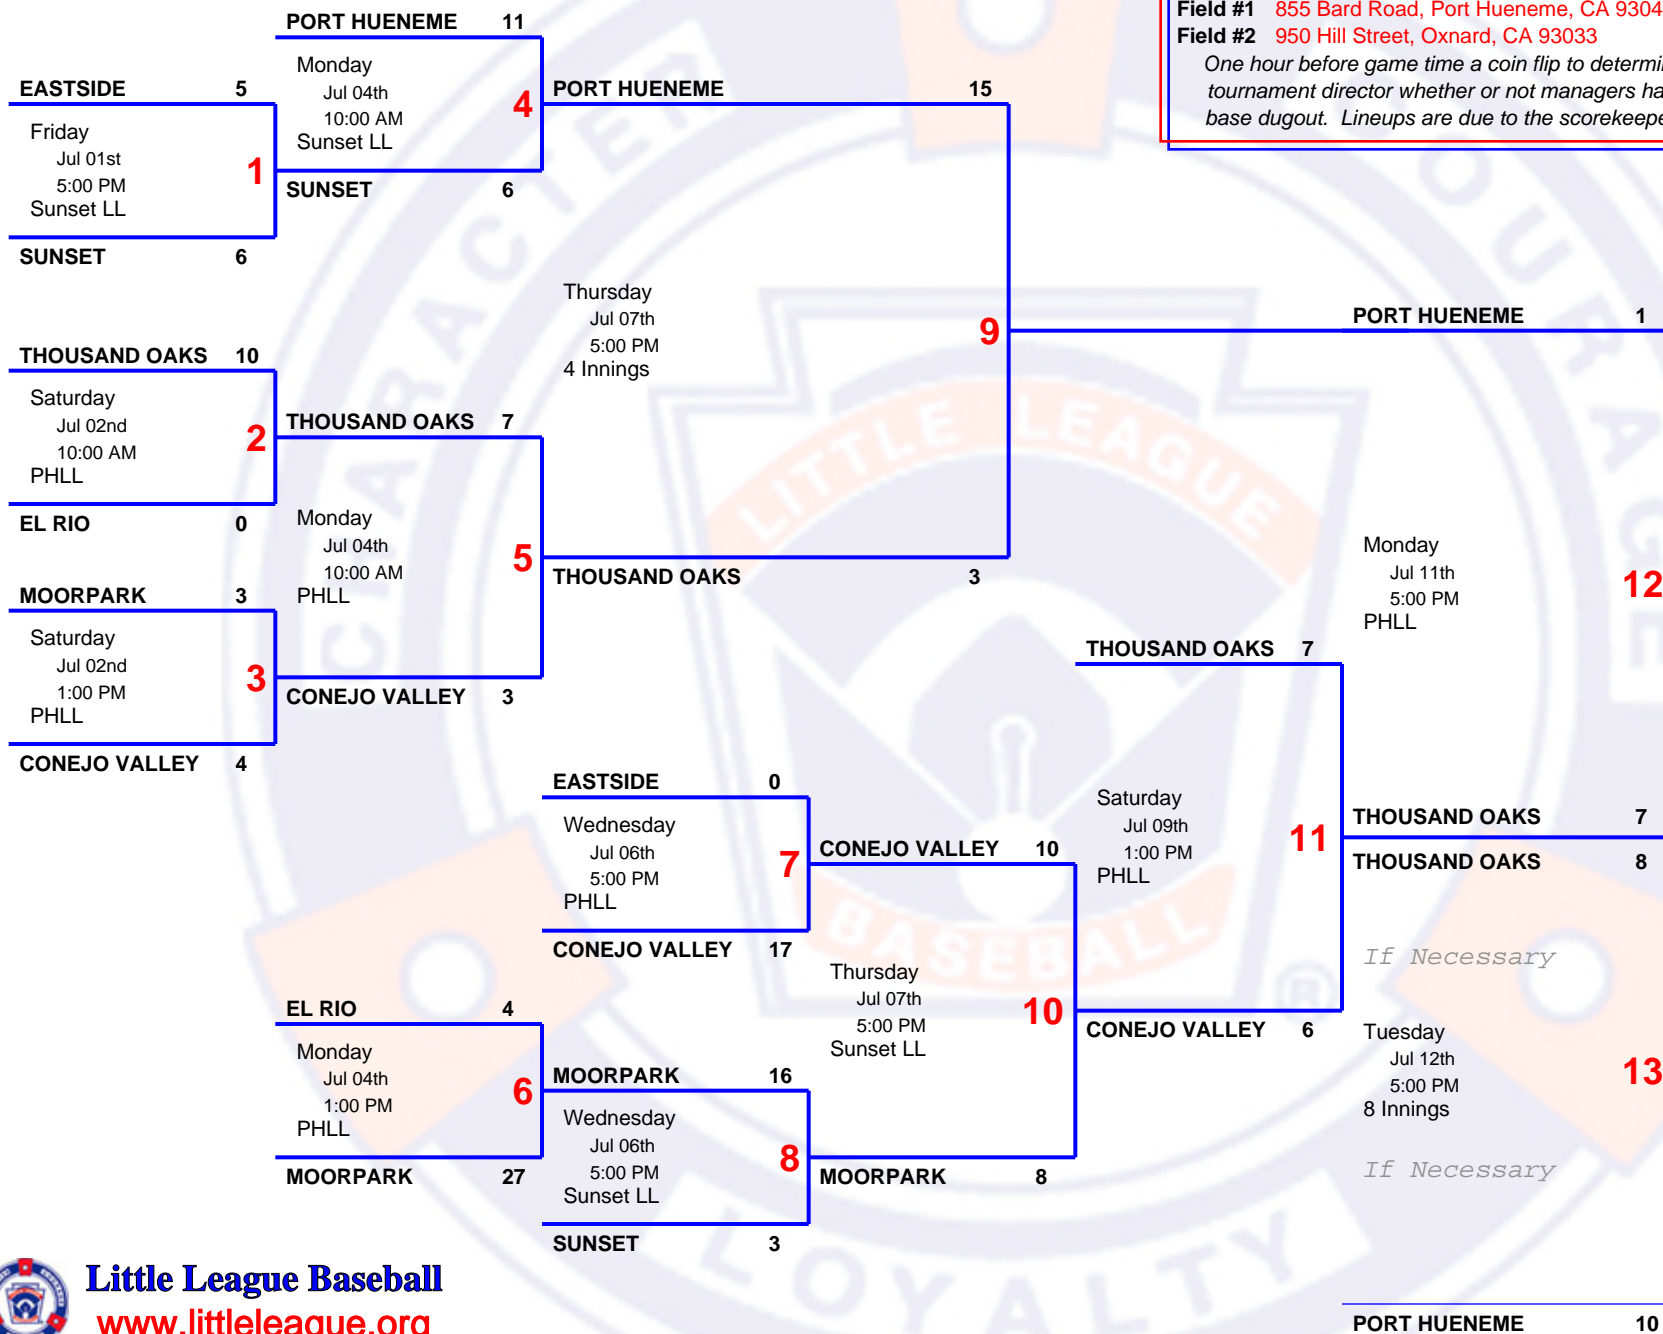 Field #1 855 Bard Road, Port Hueneme, CA 9304
Field #2 950 Hill Street, Oxnard, CA 93033
One hour before game time a coin flip to determi
tournament director whether or not managers ha
base dugout. Lineups are due to the scorekeepe
PORT HUENEME 11
Monday
Jul 04th
10:00 AM
Sunset LL
4
SUNSET 6
EASTSIDE 5
Friday
Jul 01st
5:00 PM
Sunset LL
1
SUNSET 6
PORT HUENEME 15
Thursday
Jul 07th
5:00 PM
4 Innings
9
THOUSAND OAKS 3
THOUSAND OAKS 10
Saturday
Jul 02nd
10:00 AM
PHLL
2
EL RIO 0
THOUSAND OAKS 7
Monday
Jul 04th
10:00 AM
PHLL
5
CONEJO VALLEY 3
MOORPARK 3
Saturday
Jul 02nd
1:00 PM
PHLL
3
CONEJO VALLEY 4
PORT HUENEME 1
Monday
Jul 11th
5:00 PM
PHLL
12
THOUSAND OAKS 7
THOUSAND OAKS 7
Saturday
Jul 09th
1:00 PM
PHLL
11
CONEJO VALLEY 6
EASTSIDE 0
Wednesday
Jul 06th
5:00 PM
PHLL
7
CONEJO VALLEY 17
CONEJO VALLEY 10
Thursday
Jul 07th
5:00 PM
Sunset LL
10
MOORPARK 8
EL RIO 4
Monday
Jul 04th
1:00 PM
PHLL
6
MOORPARK 27
MOORPARK 16
Wednesday
Jul 06th
5:00 PM
Sunset LL
8
SUNSET 3
THOUSAND OAKS 8
If Necessary
Tuesday
Jul 12th
5:00 PM
8 Innings
13
If Necessary
PORT HUENEME 10
Little League Baseball
www.littleleague.org
CHARACTER
COURAGE
LOYALTY
LITTLE LEAGUE
BASEBALL
®